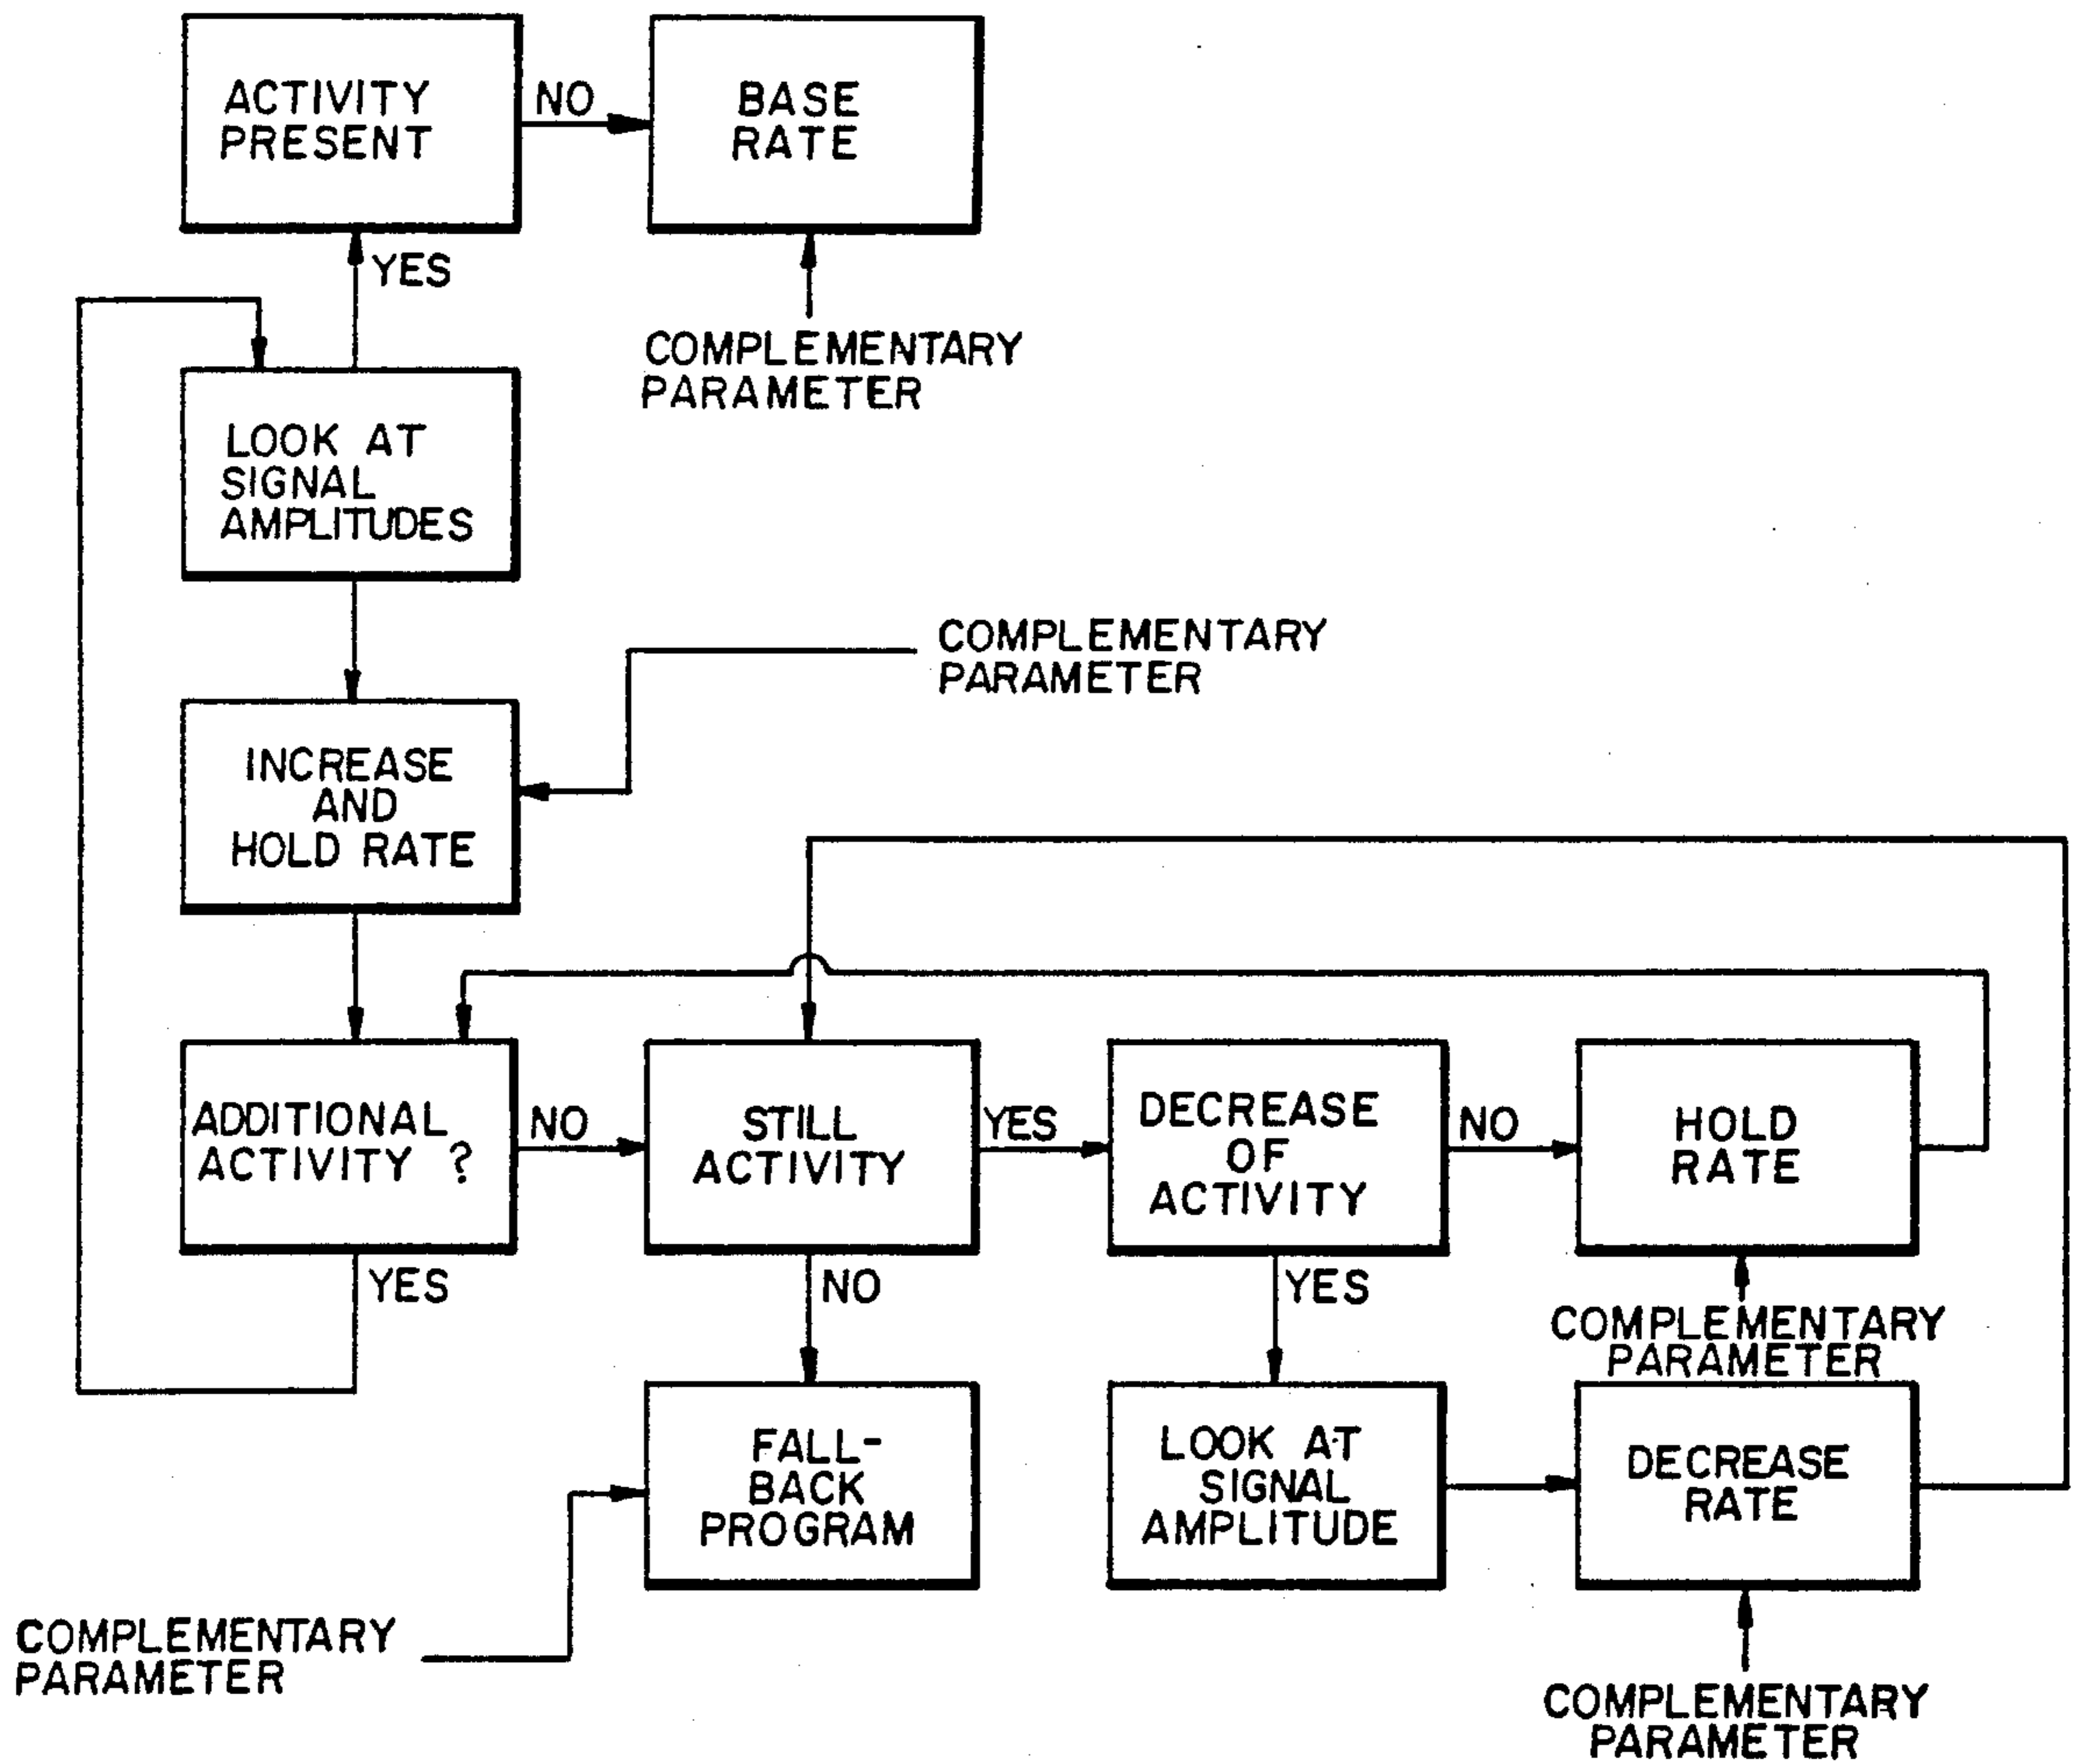 ACTIVITY
PRESENT
NO
BASE
RATE
YES
COMPLEMENTARY
PARAMETER
LOOK AT
SIGNAL
AMPLITUDES
COMPLEMENTARY
PARAMETER
INCREASE
AND
HOLD RATE
ADDITIONAL
ACTIVITY ?
NO
STILL
ACTIVITY
YES
DECREASE
OF
ACTIVITY
NO
HOLD
RATE
YES
NO
YES
COMPLEMENTARY
PARAMETER
FALL-
BACK
PROGRAM
LOOK AT
SIGNAL
AMPLITUDE
DECREASE
RATE
COMPLEMENTARY
PARAMETER
COMPLEMENTARY
PARAMETER